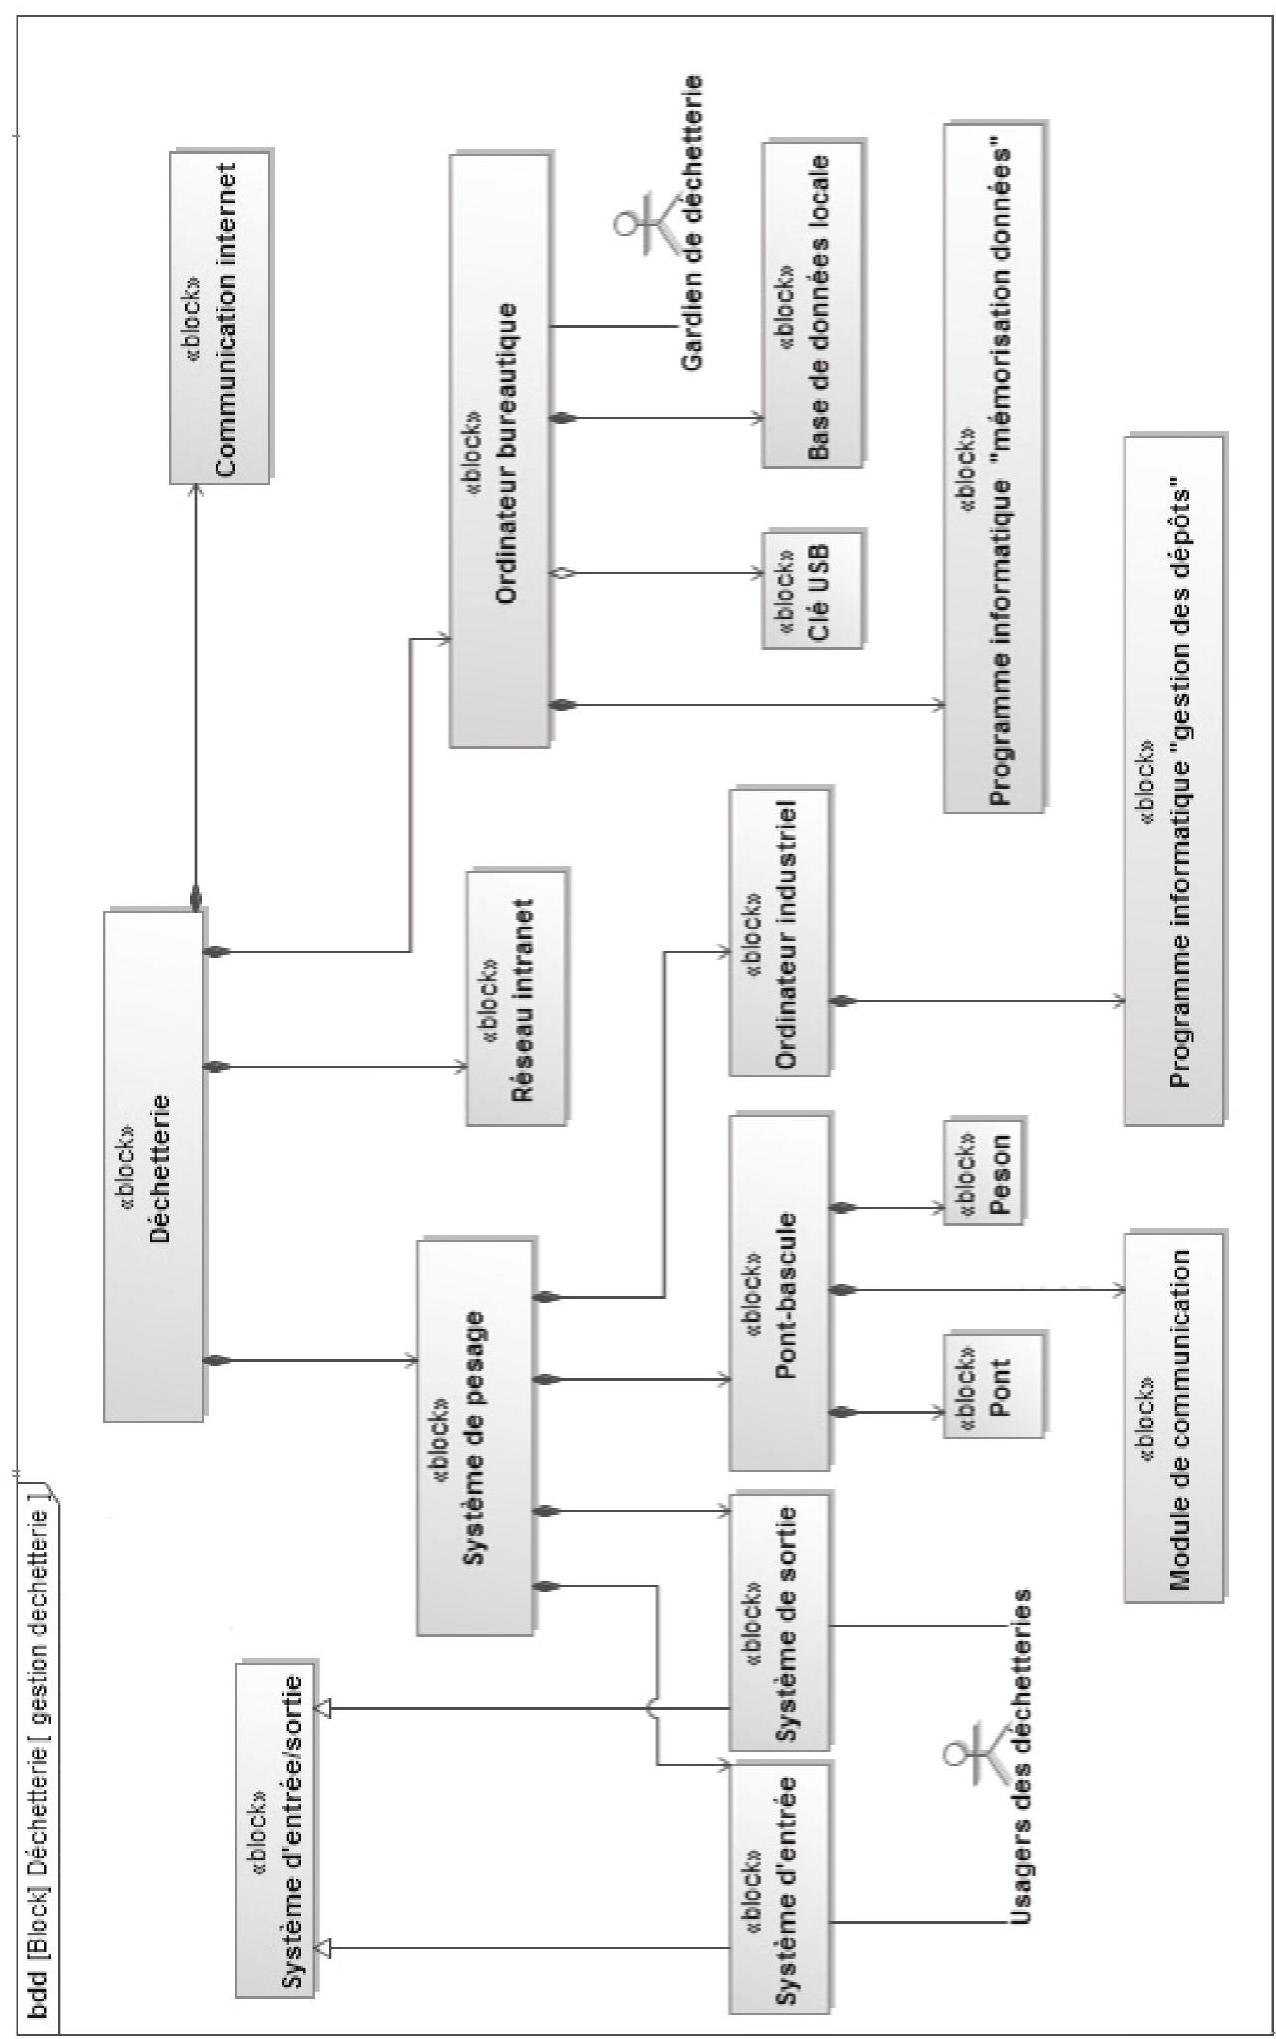 bdd [Block] Déchetterie [ gestion dechetterie ]
«block»
Déchetterie
«block»
Communication internet
«block»
Système d'entrée/sortie
«block»
Système de pesage
«block»
Réseau intranet
«block»
Ordinateur bureautique
Gardien de déchetterie
«block»
Système d'entrée
«block»
Système de sortie
«block»
Pont-bascule
«block»
Ordinateur industriel
«block»
Clé USB
«block»
Base de données locale
Usagers des déchetteries
«block»
Pont
«block»
Peson
«block»
Programme informatique "mémorisation données"
«block»
Module de communication
«block»
Programme informatique "gestion des dépôts"